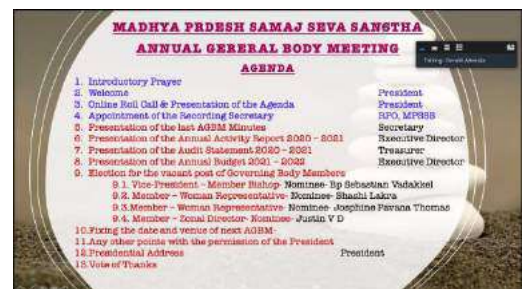 MADHYA PRDESH SAMAJ SEVA SANSTHA
ANNUAL GERERAL BODY MEETING
AGENDA
1. Introductory Prayer
2. Welcome President
3. Online Roll Call & Presentation of the Agenda President
4. Appointment of the Recording Secretary RPO, MPSSS
5. Presentation of the last AGBM Minutes Secretary
6. Presentation of the Annual Activity Report 2020 – 2021 Executive Director
7. Presentation of the Audit Statement 2020 – 2021 Treasurer
8. Presentation of the Annual Budget 2021 – 2022 Executive Director
9. Election for the vacant post of Governing Body Members
9.1. Vice-President – Member Bishop- Nominee- Bp Sebastian Vadakkel
9.2. Member – Woman Representative- Nominee- Shashi Lakra
9.3.Member – Woman Representative- Nominee- Josphine Pavana Thomas
9.4. Member – Zonal Director- Nominee- Justin V D
10.Fixing the date and venue of next AGBM-
11.Any other points with the permission of the President
12.Presidential Address President
13.Vote of Thanks